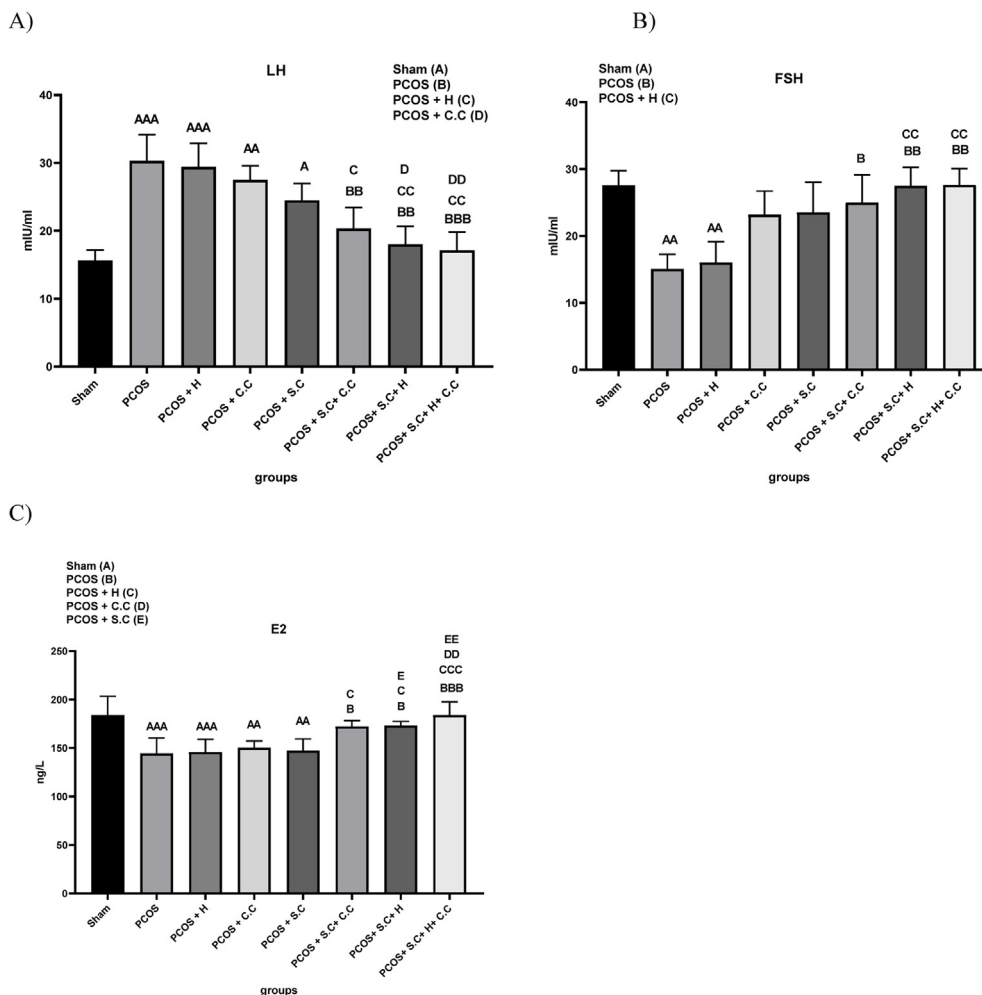 A)
LH
Sham (A)
PCOS (B)
PCOS + H (C)
PCOS + C.C (D)
mIU/ml
40
30
20
10
0
AAA
AAA
AA
A
C
BB
D
CC
BB
DD
CC
BBB
Sham
PCOS
PCOS + H
PCOS + C.C
PCOS + S.C
PCOS + S.C+ C.C
PCOS+ S.C+ H
PCOS+ S.C+ H+ C.C
groups
B)
Sham (A)
PCOS (B)
PCOS + H (C)
FSH
mIU/ml
40
30
20
10
0
AA
AA
B
CC
BB
CC
BB
Sham
PCOS
PCOS + H
PCOS + C.C
PCOS + S.C
PCOS + S.C+ C.C
PCOS+ S.C+ H
PCOS+ S.C+ H+ C.C
groups
C)
Sham (A)
PCOS (B)
PCOS + H (C)
PCOS + C.C (D)
PCOS + S.C (E)
E2
ng/L
250
200
150
100
50
0
AAA
AAA
AA
AA
C
B
E
C
B
EE
DD
CCC
BBB
Sham
PCOS
PCOS + H
PCOS + C.C
PCOS + S.C
PCOS + S.C+ C.C
PCOS+ S.C+ H
PCOS+ S.C+ H+ C.C
groups